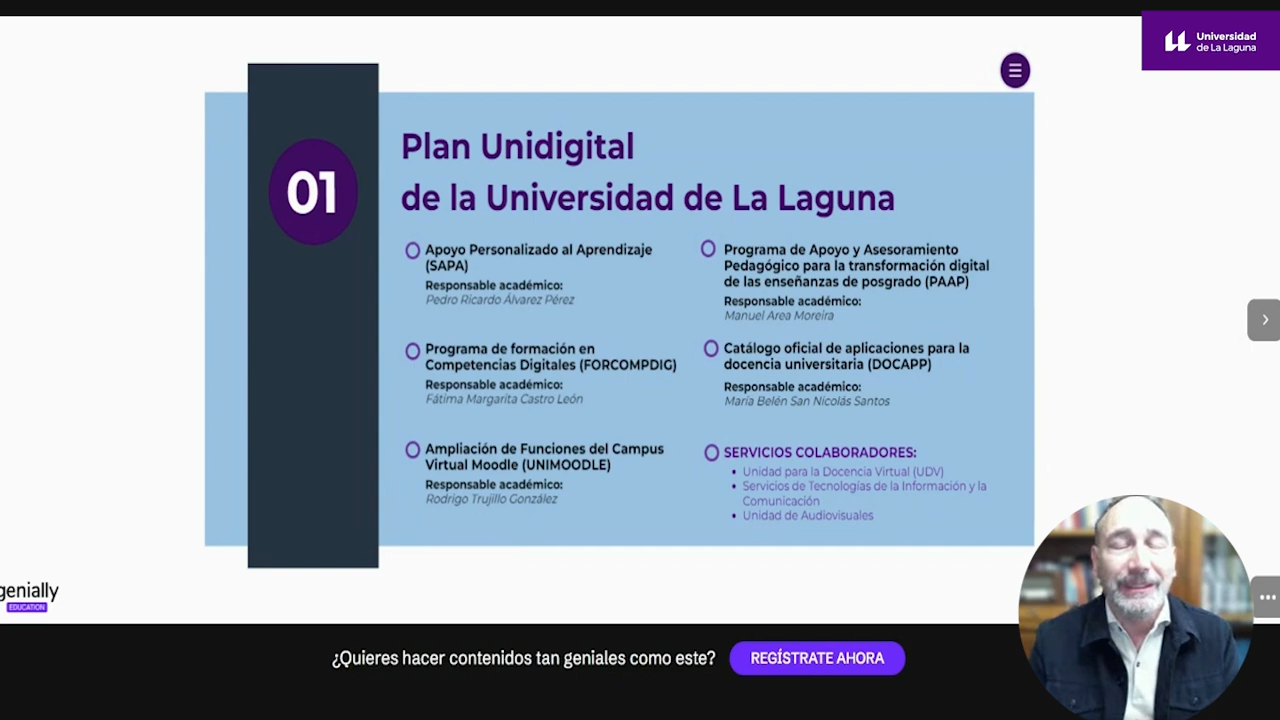 Universidad
de La Laguna
01
Plan Unidigital
de la Universidad de La Laguna
Apoyo Personalizado al Aprendizaje
(SAPA)
Responsable académico:
Pedro Ricardo Álvarez Pérez
Programa de formación en
Competencias Digitales (FORCOMPDIG)
Responsable académico:
Fátima Margarita Castro León
Ampliación de Funciones del Campus
Virtual Moodle (UNIMOODLE)
Responsable académico:
Rodrigo Trujillo González
Programa de Apoyo y Asesoramiento
Pedagógico para la transformación digital
de las enseñanzas de posgrado (PAAP)
Responsable académico:
Manuel Area Moreira
Catálogo oficial de aplicaciones para la
docencia universitaria (DOCAPP)
Responsable académico:
María Belén San Nicolás Santos
SERVICIOS COLABORADORES:
• Unidad para la Docencia Virtual (UDV)
• Servicios de Tecnologías de la Información y la
Comunicación
• Unidad de Audiovisuales
genially
EDUCATION
¿Quieres hacer contenidos tan geniales como este?
REGÍSTRATE AHORA